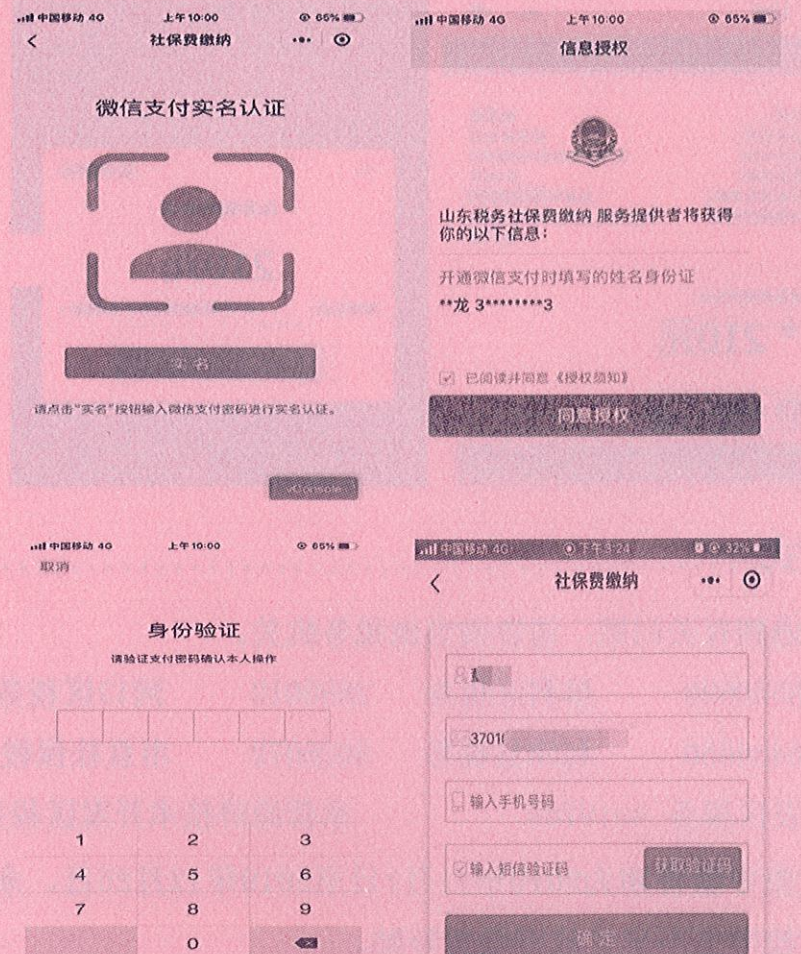 中国移动 4G 上午10:00 65%
社保费缴纳
微信支付实名认证
实名
请点击“实名”按钮输入微信支付密码进行实名认证。
vConsole
中国移动 4G 上午10:00 65%
信息授权
山东税务社保费缴纳 服务提供者将获得
你的以下信息：
开通微信支付时填写的姓名身份证
**龙 3********3
已阅读并同意《授权须知》
同意授权
中国移动 4G 上午10:00 65%
取消
身份验证
请验证支付密码确认本人操作
1 2 3
4 5 6
7 8 9
0
中国移动 4G 下午3:24 32%
社保费缴纳
3701
输入手机号码
输入短信验证码 获取验证码
确定